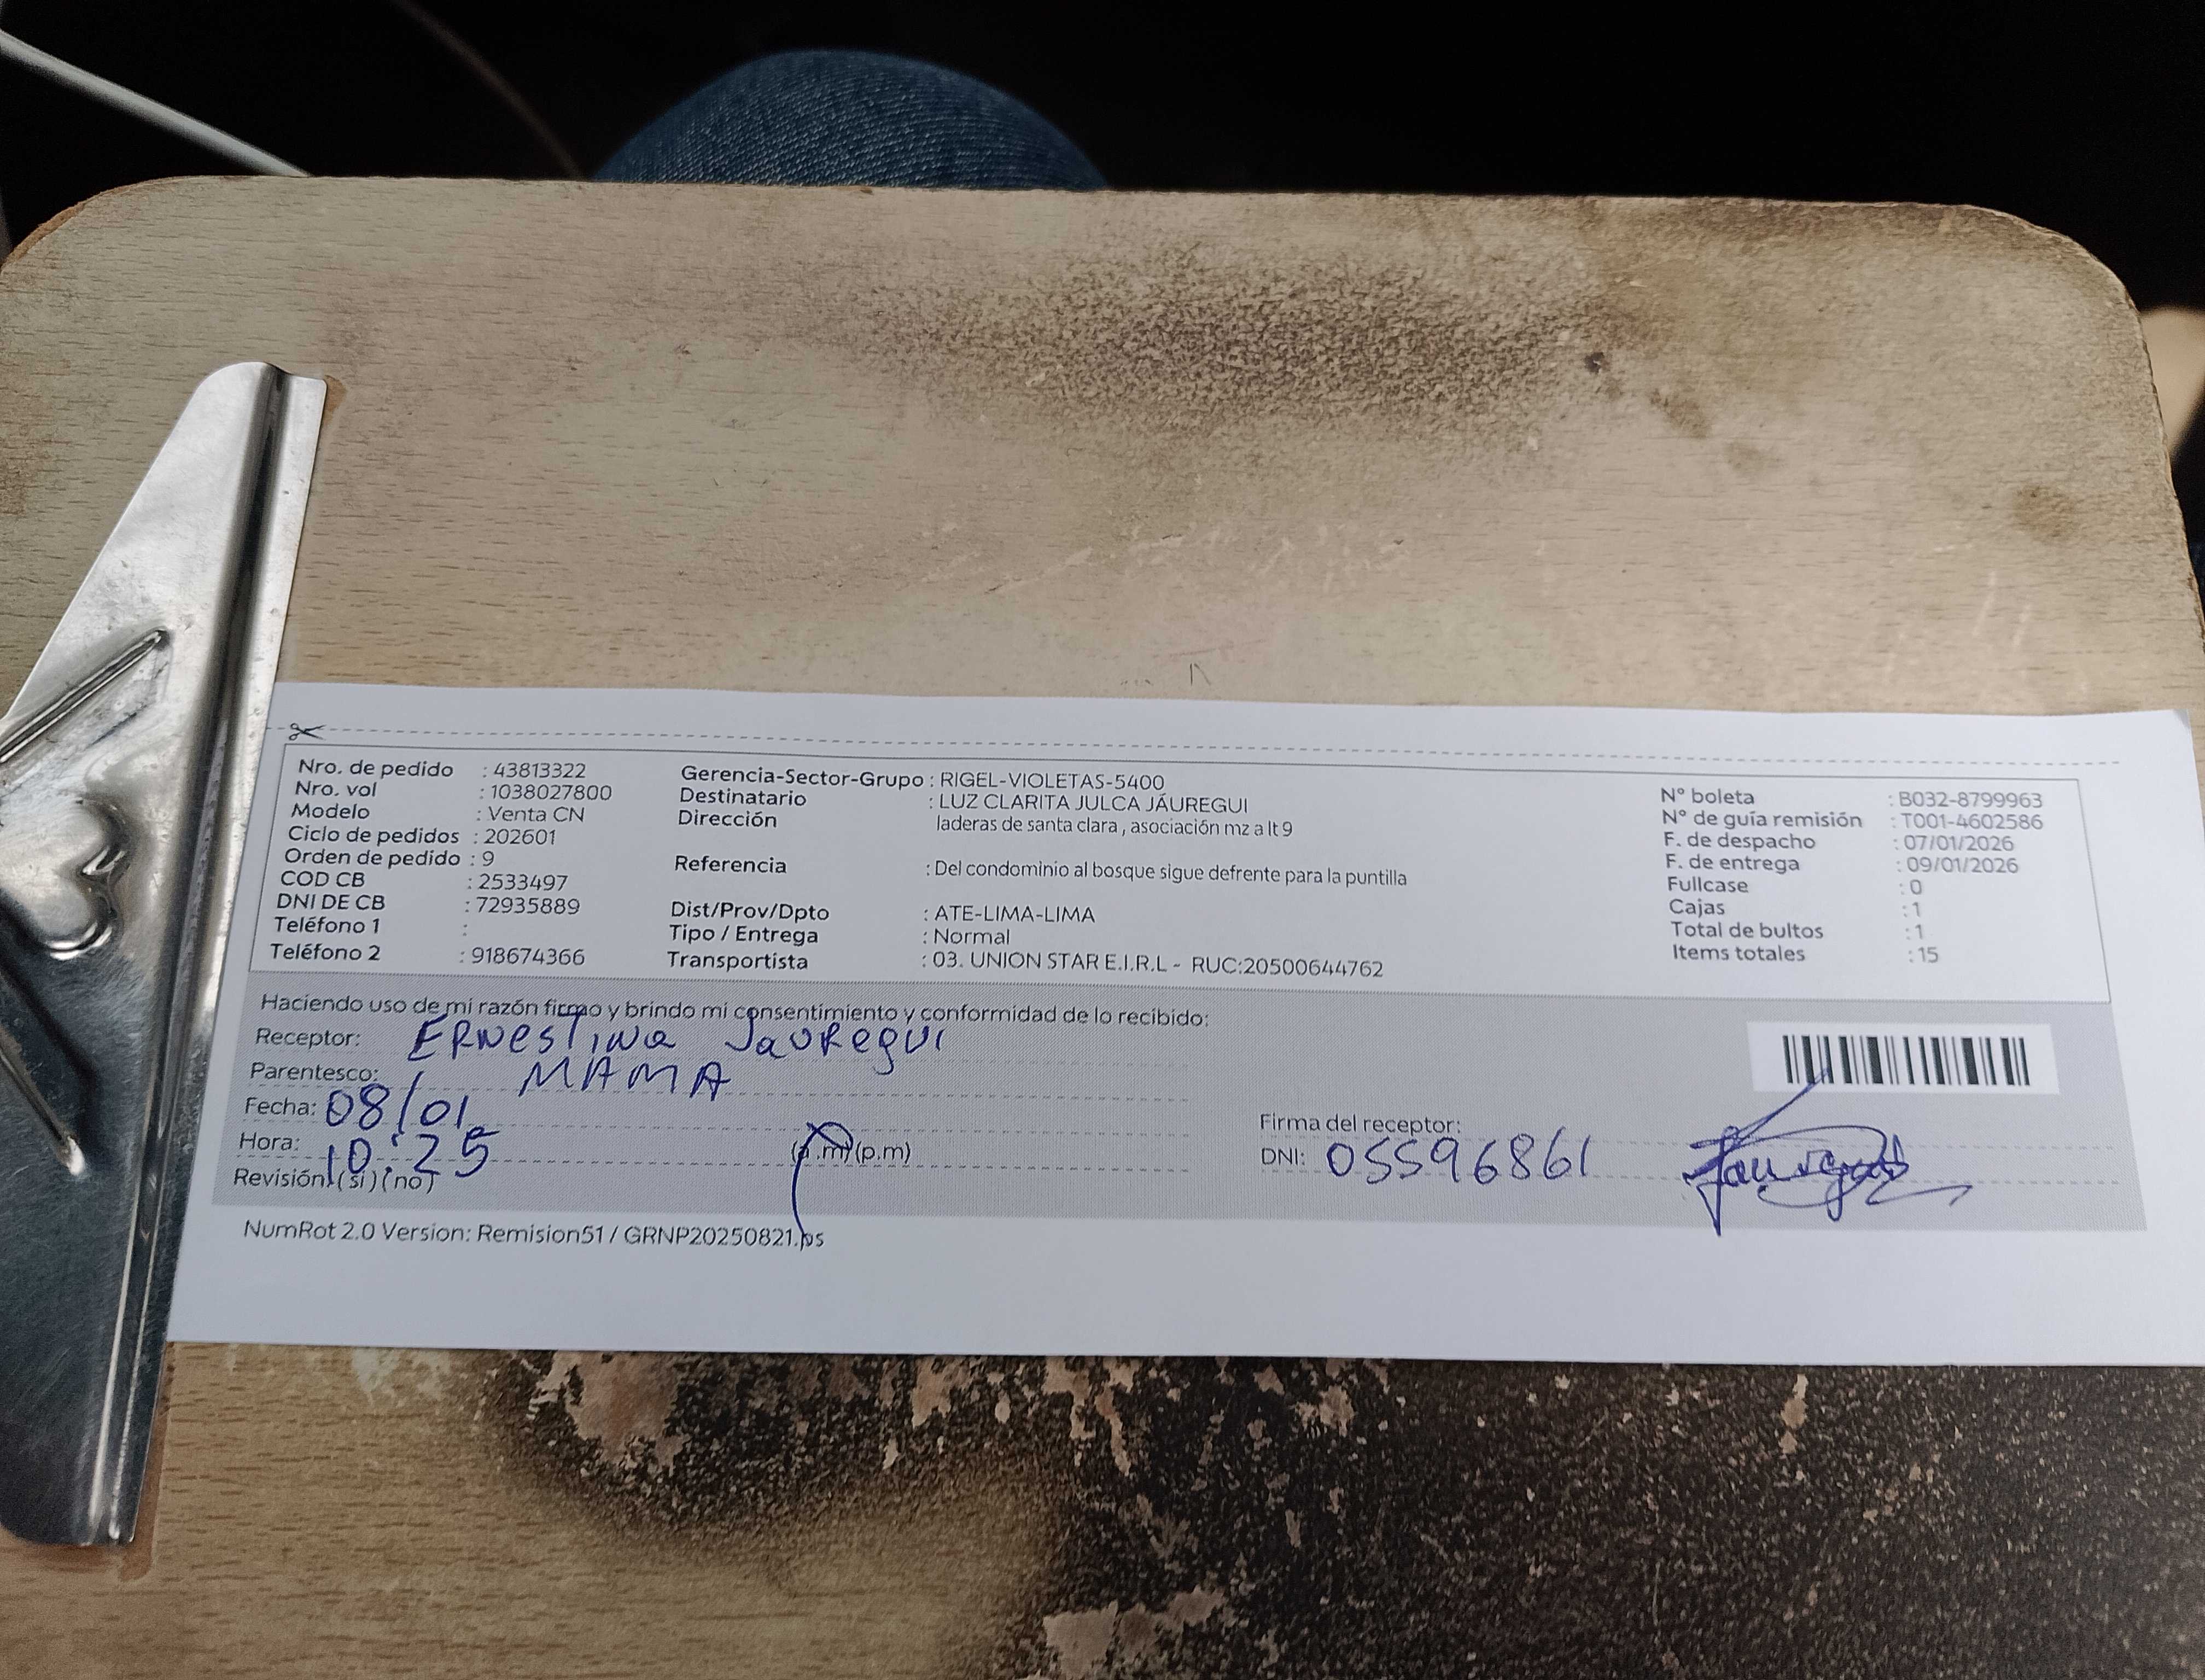 Nro. de pedido : 43813322
Nro. vol : 1038027800
Modelo : Venta CN
Ciclo de pedidos : 202601
Orden de pedido : 9
COD CB : 2533497
DNI DE CB : 72935889
Teléfono 1 :
Teléfono 2 : 918674366
Gerencia-Sector-Grupo : RIGEL-VIOLETAS-5400
Destinatario : LUZ CLARITA JULCA JÁUREGUI
Dirección laderas de santa clara , asociación mz a lt 9
Referencia : Del condominio al bosque sigue defrente para la puntilla
Dist/Prov/Dpto : ATE-LIMA-LIMA
Tipo / Entrega : Normal
Transportista : 03. UNION STAR E.I.R.L - RUC:20500644762
N° boleta : B032-8799963
N° de guía remisión : T001-4602586
F. de despacho : 07/01/2026
F. de entrega : 09/01/2026
Fullcase : 0
Cajas : 1
Total de bultos : 1
Items totales : 15
Haciendo uso de mi razón firmo y brindo mi consentimiento y conformidad de lo recibido:
Receptor: ERNESTINA JAUREGUI
Parentesco: MAMA
Fecha: 08/01
Hora: 10:25 (a.m) (p.m)
Revisión: (si) (no)
Firma del receptor:
DNI: 05596861 Jauregui
NumRot 2.0 Version: Remision51 / GRNP20250821.ps